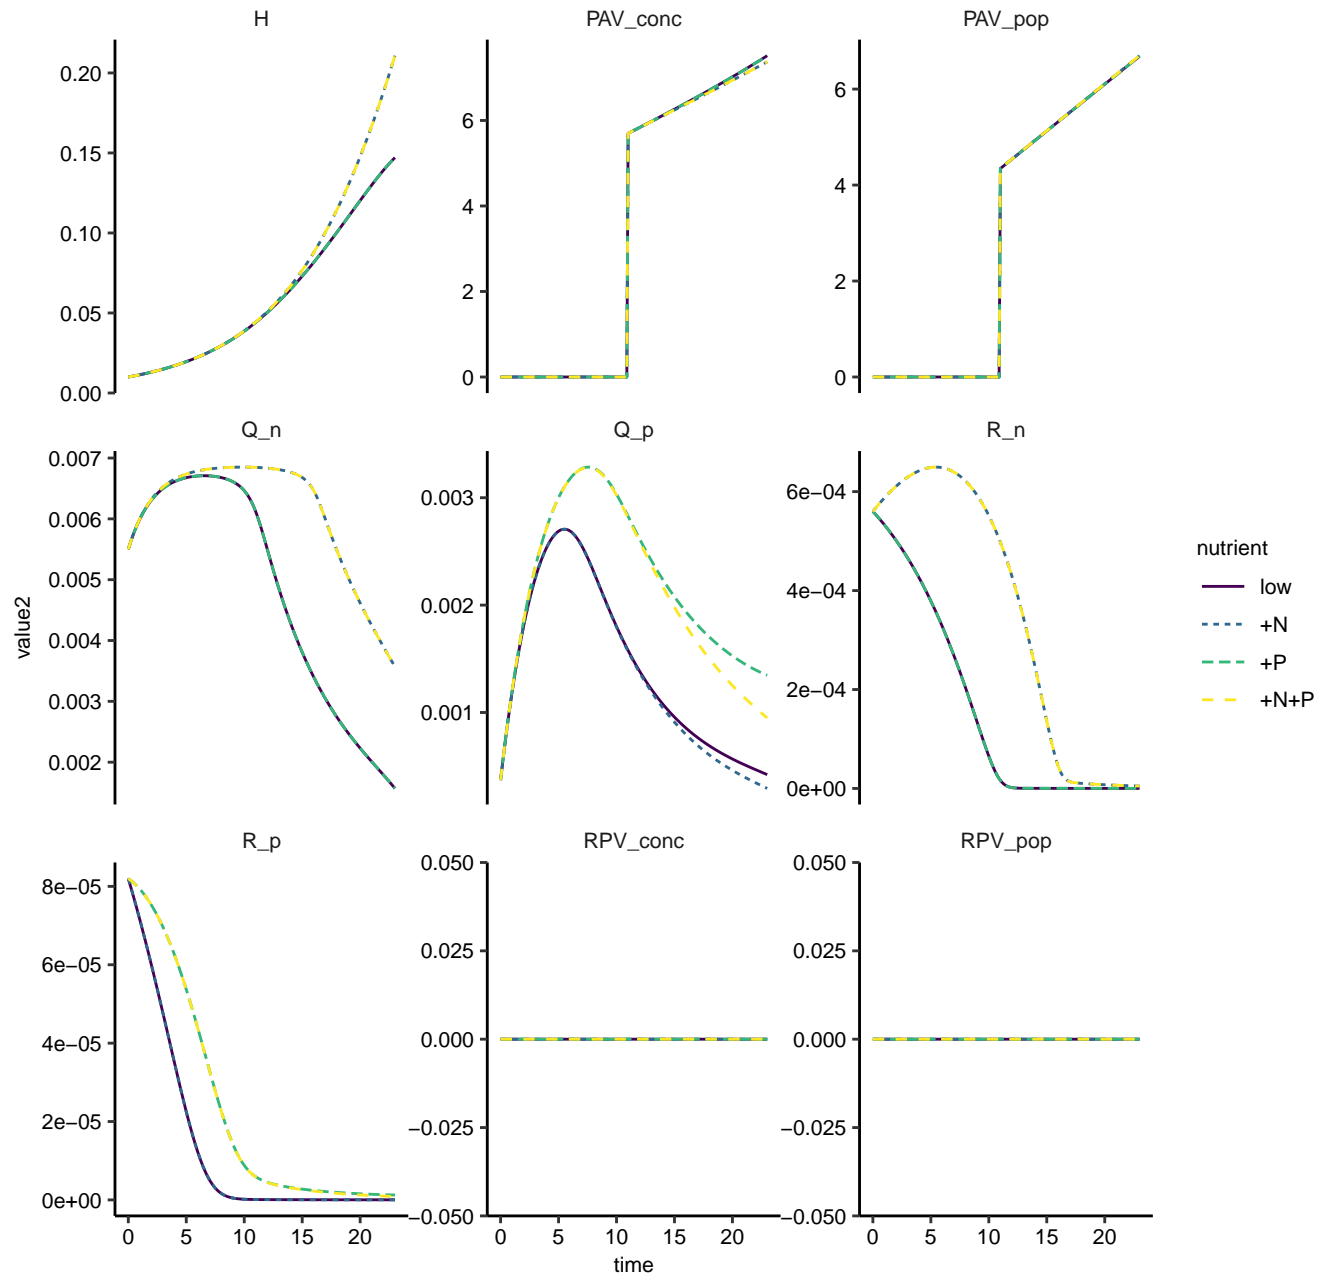 H
PAV_conc
PAV_pop
0.20
0.15
0.10
0.05
0.00
6
4
2
0
6
4
2
0
Q_n
Q_p
R_n
0.007
0.006
0.005
0.004
0.003
0.002
0.003
0.002
0.001
6e−04
4e−04
2e−04
0e+00
R_p
RPV_conc
RPV_pop
8e−05
6e−05
4e−05
2e−05
0e+00
0.050
0.025
0.000
−0.025
−0.050
0.050
0.025
0.000
−0.025
−0.050
0 5 10 15 20
0 5 10 15 20
0 5 10 15 20
time
value2
nutrient
low
+N
+P
+N+P